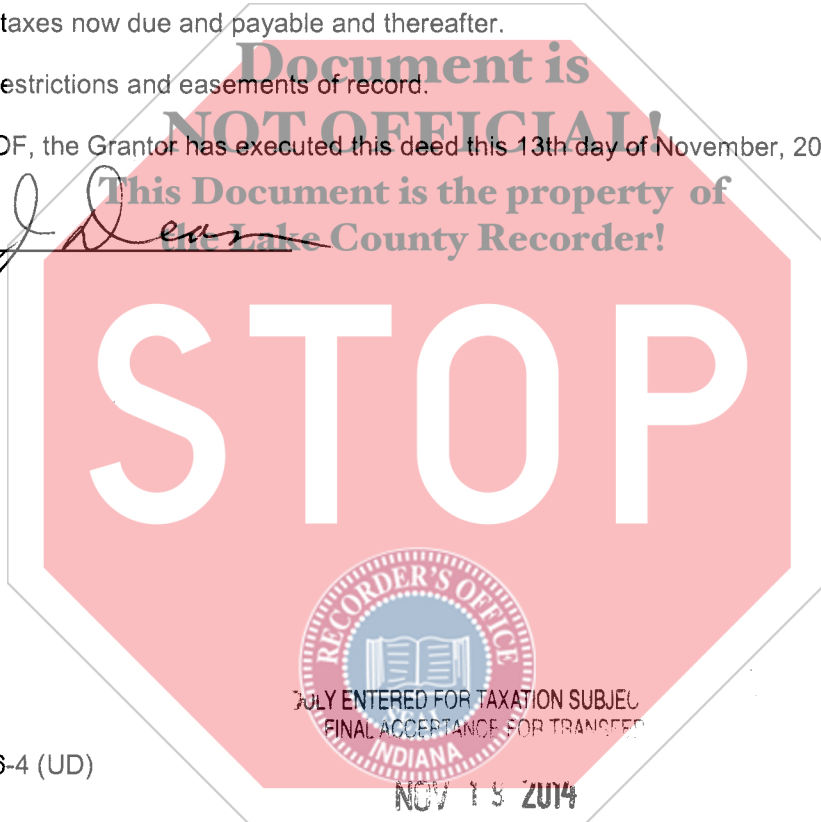 taxes now due and payable and thereafter.
Document is
estrictions and easements of record.
NOT OFFICIAL!
OF, the Grantor has executed this deed this 13th day of November, 20
This Document is the property of
the Lake County Recorder!
STOP
RECORDER'S OFFICE
DULY ENTERED FOR TAXATION SUBJEC
FINAL ACCEPTANCE FOR TRANSFER
INDIANA
6-4 (UD)
NOV 19 2014